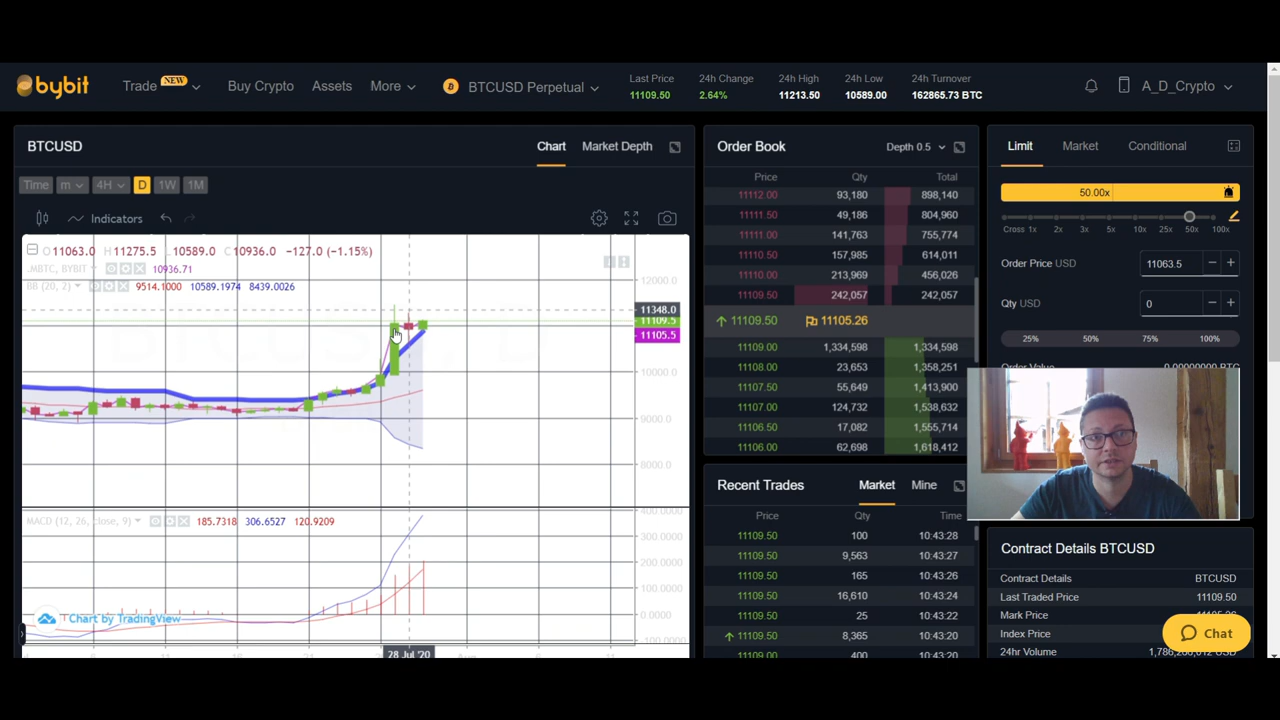 bybit
Trade NEW
Buy Crypto
Assets
More
BTCUSD Perpetual
Last Price
11109.50
24h Change
2.64%
24h High
11213.50
24h Low
10589.00
24h Turnover
162865.73 BTC
A_D_Crypto
BTCUSD
Chart
Market Depth
Time
m
4H
D
1W
1M
Indicators
O 11063.0 H 11275.5 L 10589.0 C 10936.0 -127.0 (-1.15%)
.MBTC, BYBIT 10936.71
BB (20, 2) 9514.1000 10589.1974 8439.0026
12000.0
11348.0
11109.5
11105.5
10000.0
9000.0
8000.0
MACD (12, 26, close, 9) 185.7318 306.6527 120.9209
400.0000
300.0000
200.0000
100.0000
0.0000
100.0000
Chart by TradingView
28 Jul '20
Order Book
Depth 0.5
Price Qty Total
11112.00 93,180 898,140
11111.50 49,186 804,960
11111.00 141,763 755,774
11110.50 157,985 614,011
11110.00 213,969 456,026
11109.50 242,057 242,057
11109.50 11105.26
11109.00 1,334,598 1,334,598
11108.00 23,653 1,358,251
11107.50 55,649 1,413,900
11107.00 124,732 1,538,632
11106.50 17,082 1,555,714
11106.00 62,698 1,618,412
Recent Trades
Market
Mine
Price Qty Time
11109.50 100 10:43:28
11109.50 9,563 10:43:27
11109.50 165 10:43:26
11109.50 16,610 10:43:24
11109.50 25 10:43:22
11109.50 8,365 10:43:20
11109.50 400 10:43:20
Limit
Market
Conditional
50.00x
Cross 1x 2x 3x 5x 10x 25x 50x 100x
Order Price USD
11063.5
Qty USD
0
25% 50% 75% 100%
Order Value
Contract Details BTCUSD
Contract Details BTCUSD
Last Traded Price 11109.50
Mark Price
Index Price
24hr Volume
Chat